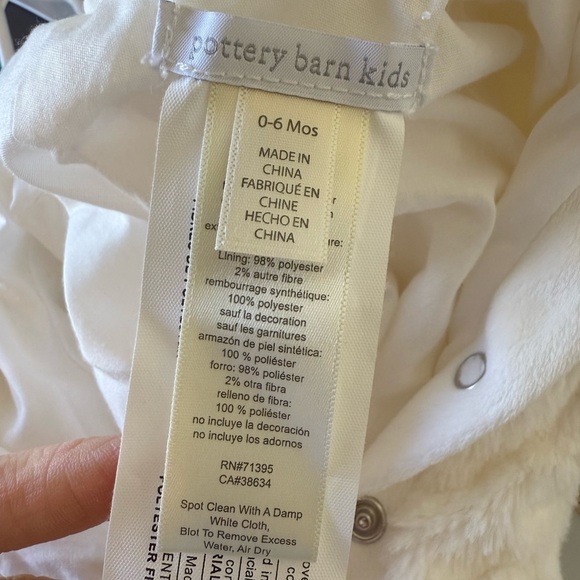 pottery barn kids
0-6 Mos
MADE IN
CHINA
FABRIQUÉ EN
CHINE
HECHO EN
CHINA
Lining: 98% polyester
2% autre fibre
rembourrage synthétique:
100% polyester
sauf la decoration
sauf les garnitures
armazón de piel sintética:
100 % poliéster
forro: 98% poliéster
2% otra fibra
relleno de fibra:
100 % poliéster
no incluye la decoración
no incluye los adornos
RN#71395
CA#38634
Spot Clean With A Damp
White Cloth,
Blot To Remove Excess
Water, Air Dry